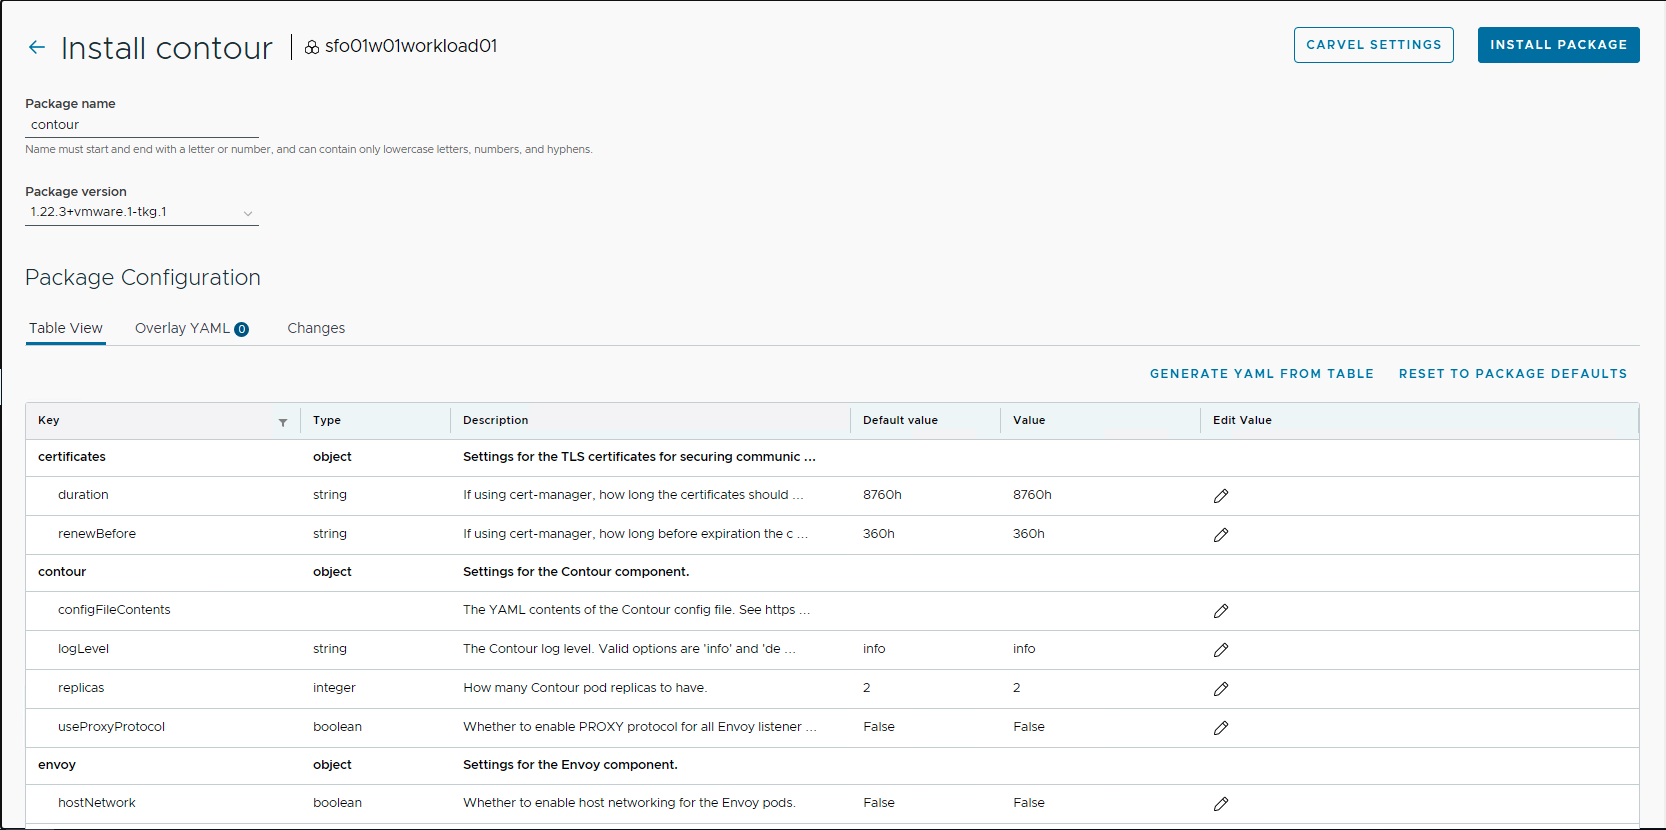 Install contour
sfo01w01workload01
CARVEL SETTINGS
INSTALL PACKAGE
Package name
contour
Name must start and end with a letter or number, and can contain only lowercase letters, numbers, and hyphens.
Package version
1.22.3+vmware.1-tkg.1
Package Configuration
Table View Overlay YAML 0 Changes
GENERATE YAML FROM TABLE RESET TO PACKAGE DEFAULTS
Key Type Description Default value Value Edit Value
certificates object Settings for the TLS certificates for securing communic ...
duration string If using cert-manager, how long the certificates should ... 8760h 8760h
renewBefore string If using cert-manager, how long before expiration the c ... 360h 360h
contour object Settings for the Contour component.
configFileContents The YAML contents of the Contour config file. See https ...
logLevel string The Contour log level. Valid options are 'info' and 'de ... info info
replicas integer How many Contour pod replicas to have. 2 2
useProxyProtocol boolean Whether to enable PROXY protocol for all Envoy listener ... False False
envoy object Settings for the Envoy component.
hostNetwork boolean Whether to enable host networking for the Envoy pods. False False